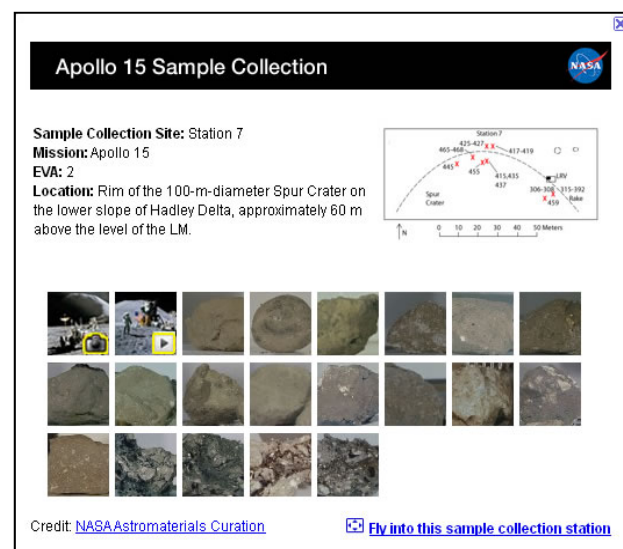 Apollo 15 Sample Collection
NASA
Sample Collection Site: Station 7
Mission: Apollo 15
EVA: 2
Location: Rim of the 100-m-diameter Spur Crater on
the lower slope of Hadley Delta, approximately 60 m
above the level of the LM.
Station 7
425-427
417-419
465-468
445
455
415,435
437
LRV
306-308
315-392
Rake
459
Spur
Crater
N
0 10 20 30 40 50 Meters
Credit: NASA Astromaterials Curation
Fly into this sample collection station